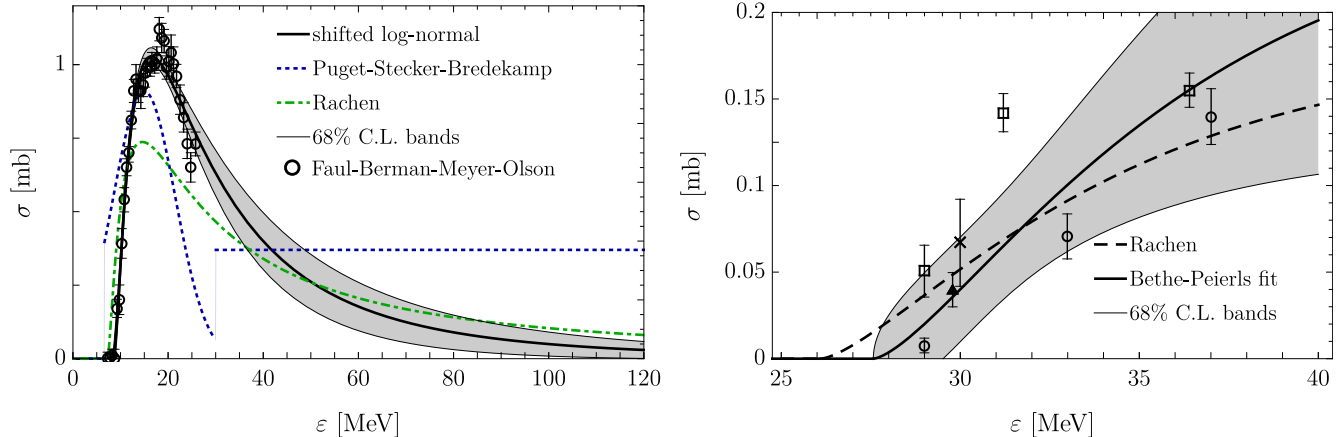 σ [mb]
1
0
shifted log-normal
Puget-Stecker-Bredekamp
Rachen
68% C.L. bands
Faul-Berman-Meyer-Olson
0 20 40 60 80 100 120
ε [MeV]
σ [mb]
0.2
0.15
0.1
0.05
0
Rachen
Bethe-Peierls fit
68% C.L. bands
25 30 35 40
ε [MeV]